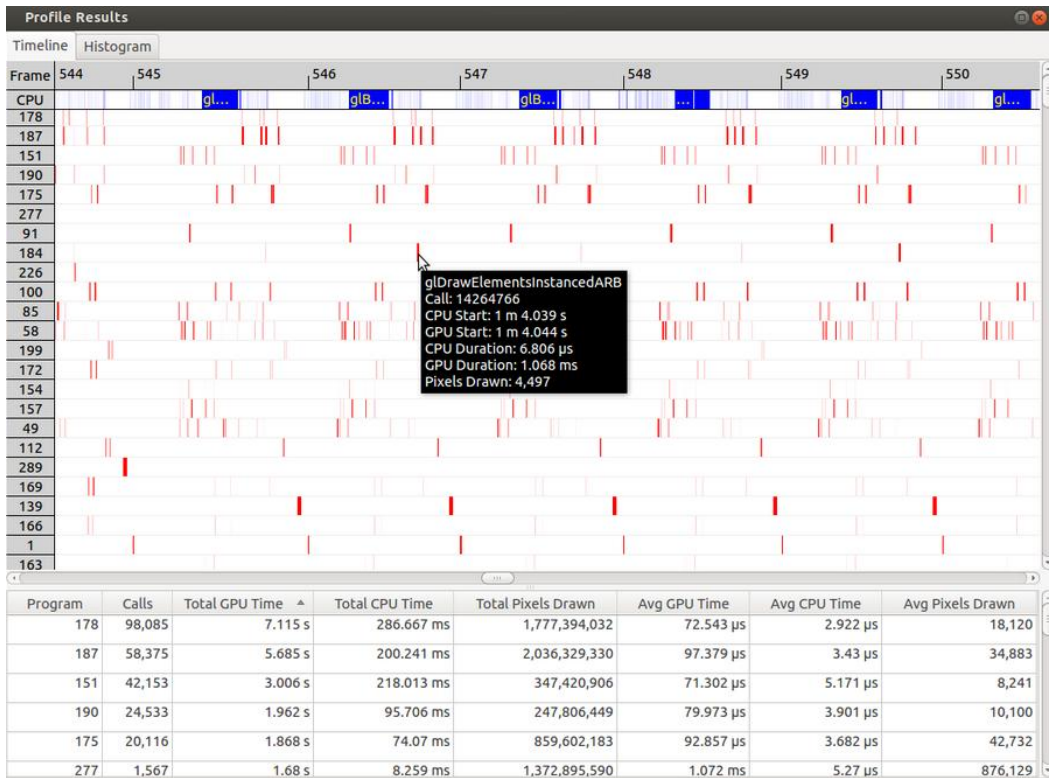 Profile Results
Timeline Histogram
Frame 544 545 546 547 548 549 550
CPU gl... glB... glB... ... gl... gl...
178
187
151
190
175
277
91
184
226
glDrawElementsInstancedARB
Call: 14264766
CPU Start: 1 m 4.039 s
GPU Start: 1 m 4.044 s
CPU Duration: 6.806 µs
GPU Duration: 1.068 ms
Pixels Drawn: 4,497
100
85
58
199
172
154
157
49
112
289
169
139
166
1
163
Program Calls Total GPU Time Total CPU Time Total Pixels Drawn Avg GPU Time Avg CPU Time Avg Pixels Drawn
178 98,085 7.115 s 286.667 ms 1,777,394,032 72.543 µs 2.922 µs 18,120
187 58,375 5.685 s 200.241 ms 2,036,329,330 97.379 µs 3.43 µs 34,883
151 42,153 3.006 s 218.013 ms 347,420,906 71.302 µs 5.171 µs 8,241
190 24,533 1.962 s 95.706 ms 247,806,449 79.973 µs 3.901 µs 10,100
175 20,116 1.868 s 74.07 ms 859,602,183 92.857 µs 3.682 µs 42,732
277 1,567 1.68 s 8.259 ms 1,372,895,590 1.072 ms 5.27 µs 876,129